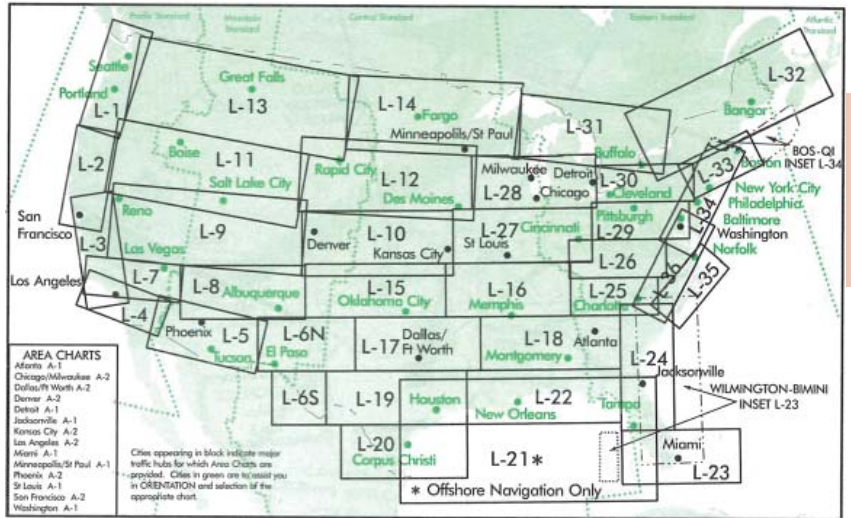 Pacific Standard
Mountain
Standard
Central Standard
Eastern Standard
Atlantic
Standard
Seattle
Portland
L-1
Great Falls
L-13
L-14
Fargo
Minneapolils/St Paul
L-31
L-32
Bangor
BOS-QI
INSET L-34
L-2
Boise
L-11
Salt Lake City
Rapid City
L-12
Des Moines
Milwaukee
L-28
Detroit
Chicago
Buffalo
L-30
Cleveland
L-33
Boston
New York City
Philadelphia
Baltimore
Washington
Norfolk
L-34
San
Francisco
L-3
Reno
L-9
Las Vegas
Denver
L-10
Kansas City
L-27
St Louis
Cincinnati
Pittsburgh
L-29
L-26
L-36
L-35
Los Angeles
L-7
L-4
L-8
Albuquerque
L-15
Oklahoma City
L-16
Memphis
L-25
Charlotte
Phoenix
L-5
Tucson
L-6N
El Paso
L-17
Dallas/
Ft Worth
L-18
Montgomery
Atlanta
L-24
Jacksonville
WILMINGTON-BIMINI
INSET L-23
L-6S
L-19
Houston
L-22
New Orleans
Tampa
L-20
Corpus Christi
L-21*
* Offshore Navigation Only
Miami
L-23
AREA CHARTS
Atlanta A-1
Chicago/Milwaukee A-2
Dallas/Ft Worth A-2
Denver A-2
Detroit A-1
Jacksonville A-1
Kansas City A-2
Los Angeles A-2
Miami A-1
Minneapolis/St Paul A-1
Phoenix A-2
St Louis A-1
San Francisco A-2
Washington A-1
Cities appearing in black indicate major
traffic hubs for which Area Charts are
provided. Cities in green are to assist you
in ORIENTATION and selection of the
appropriate chart.